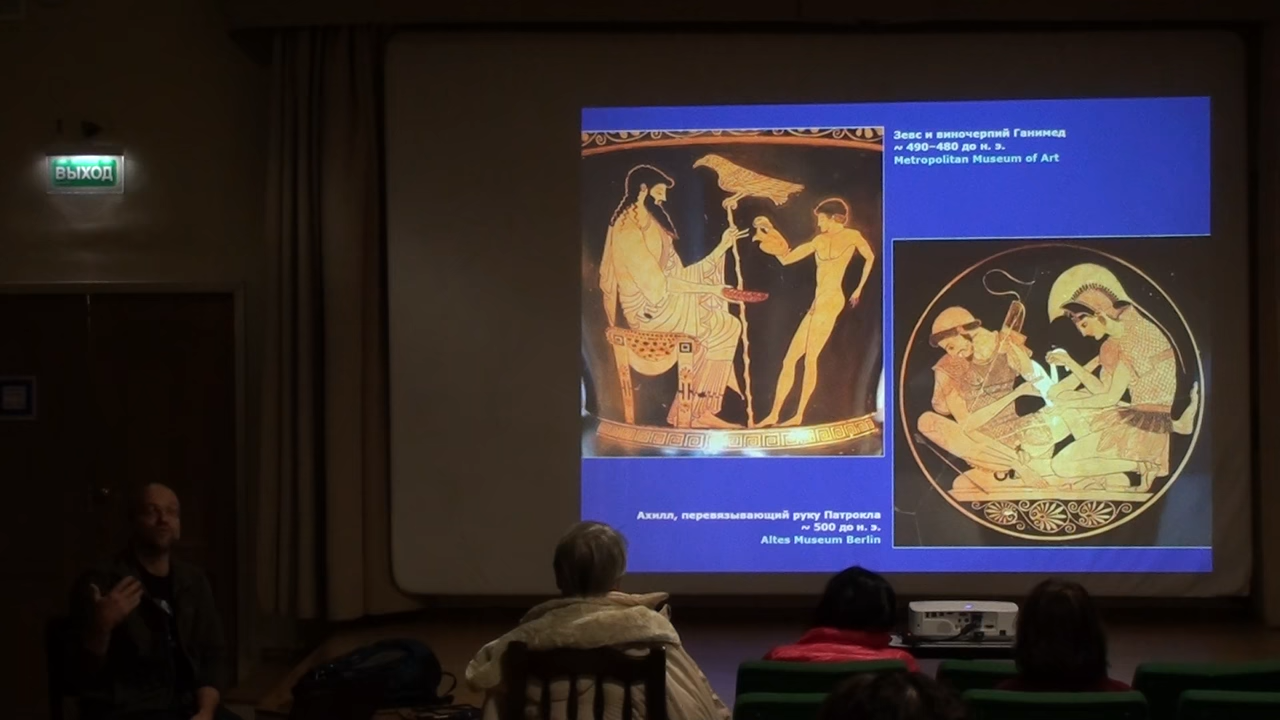 ВЫХОД
Зевс и виночерпий Ганимед
~ 490–480 до н. э.
Metropolitan Museum of Art
Ахилл, перевязывающий руку Патрокла
~ 500 до н. э.
Altes Museum Berlin